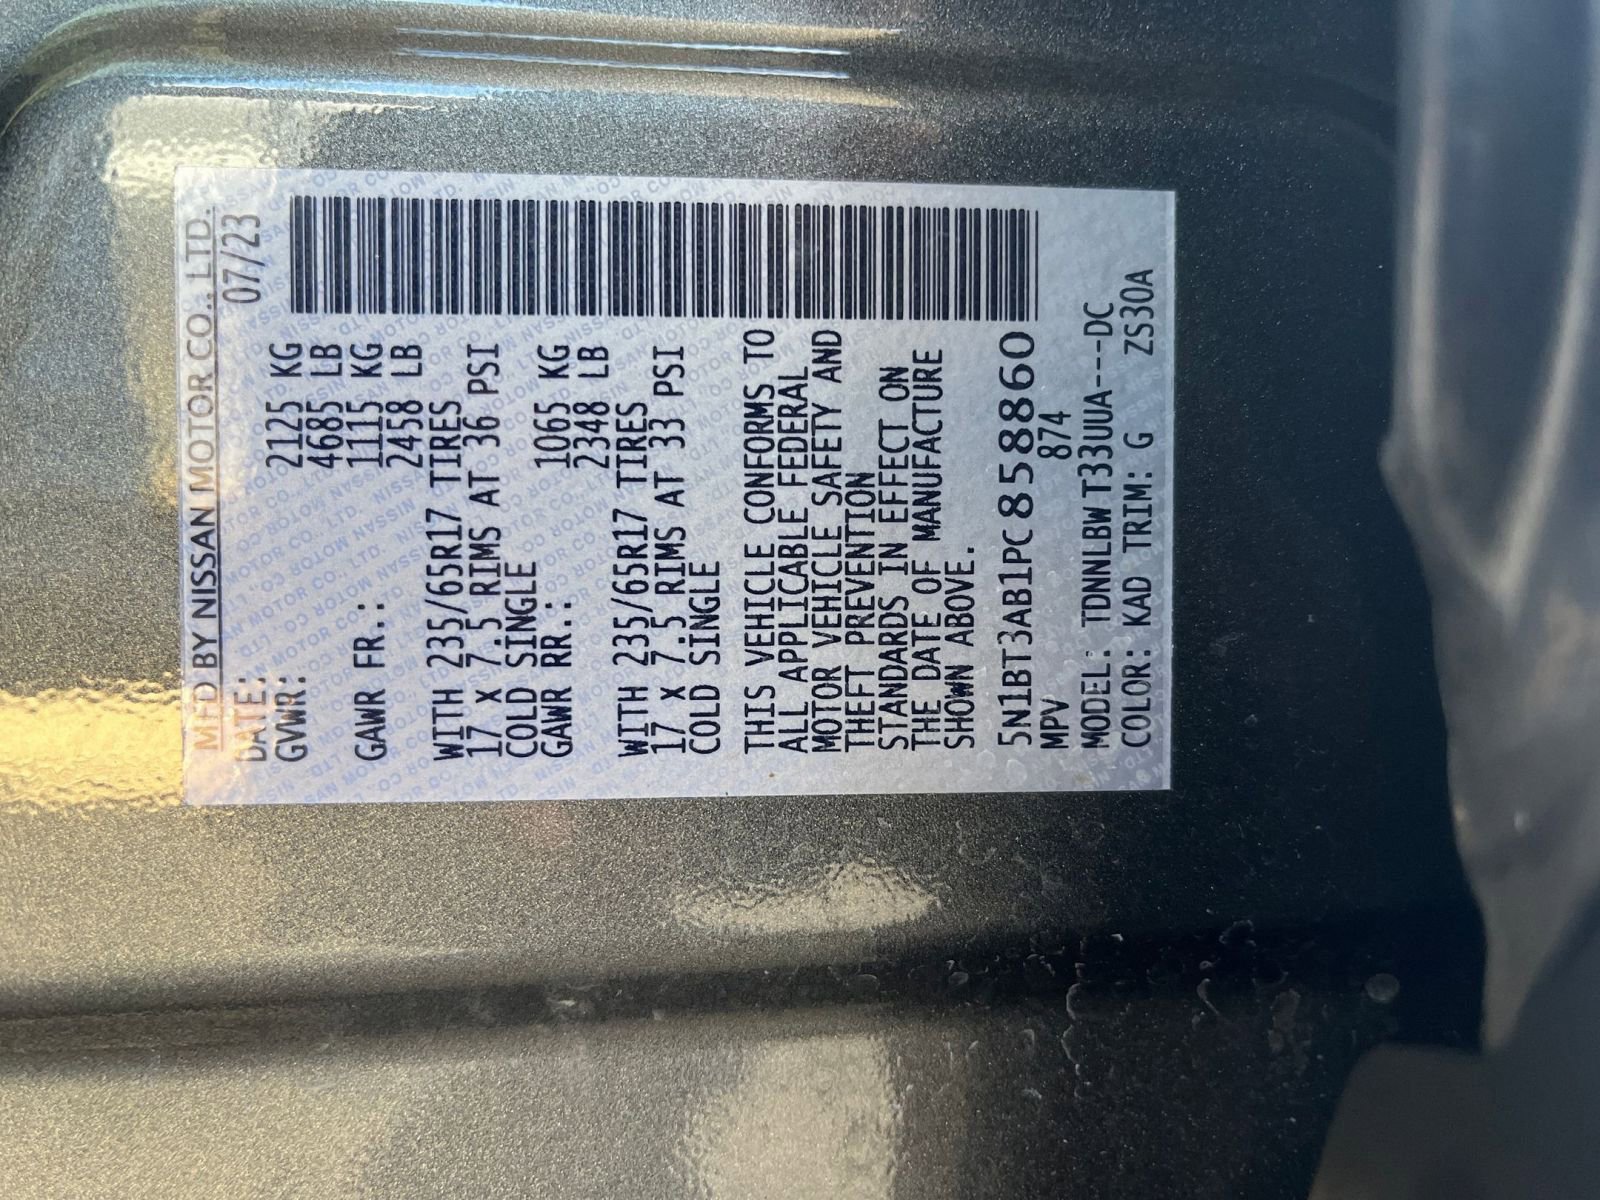 MFD BY NISSAN MOTOR CO., LTD.
DATE: 07/23
GVWR: 2125 KG
4685 LB
GAWR FR.: 1115 KG
2458 LB
WITH 235/65R17 TIRES
17 x 7.5 RIMS AT 36 PSI
COLD SINGLE
GAWR RR.: 1065 KG
2348 LB
WITH 235/65R17 TIRES
17 x 7.5 RIMS AT 33 PSI
COLD SINGLE
THIS VEHICLE CONFORMS TO
ALL APPLICABLE FEDERAL
MOTOR VEHICLE SAFETY AND
THEFT PREVENTION
STANDARDS IN EFFECT ON
THE DATE OF MANUFACTURE
SHOWN ABOVE.
5N1BT3AB1PC858860
MPV 874
MODEL: TDNNLBW T33UUA----DC
COLOR: KAD TRIM: G ZS30A